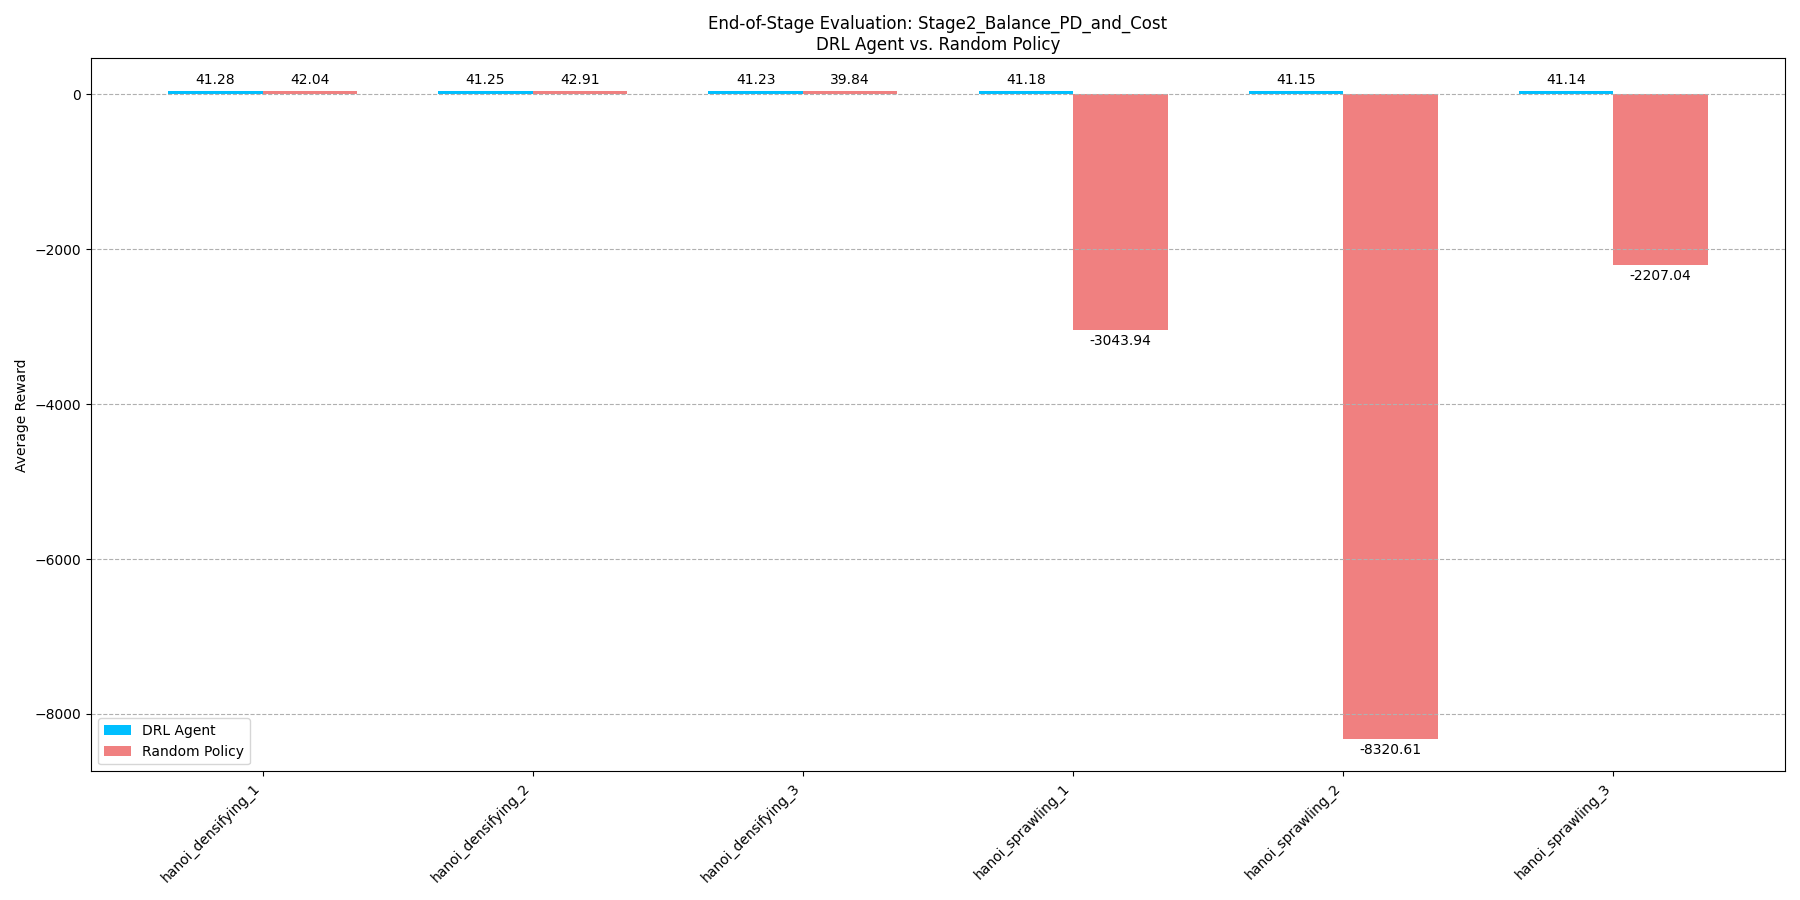 End-of-Stage Evaluation: Stage2_Balance_PD_and_Cost
DRL Agent vs. Random Policy
41.28
42.04
41.25
42.91
41.23
39.84
41.18
41.15
41.14
0
−2000
-2207.04
-3043.94
−4000
Average Reward
−6000
−8000
-8320.61
DRL Agent
Random Policy
hanoi_densifying_1
hanoi_densifying_2
hanoi_densifying_3
hanoi_sprawling_1
hanoi_sprawling_2
hanoi_sprawling_3